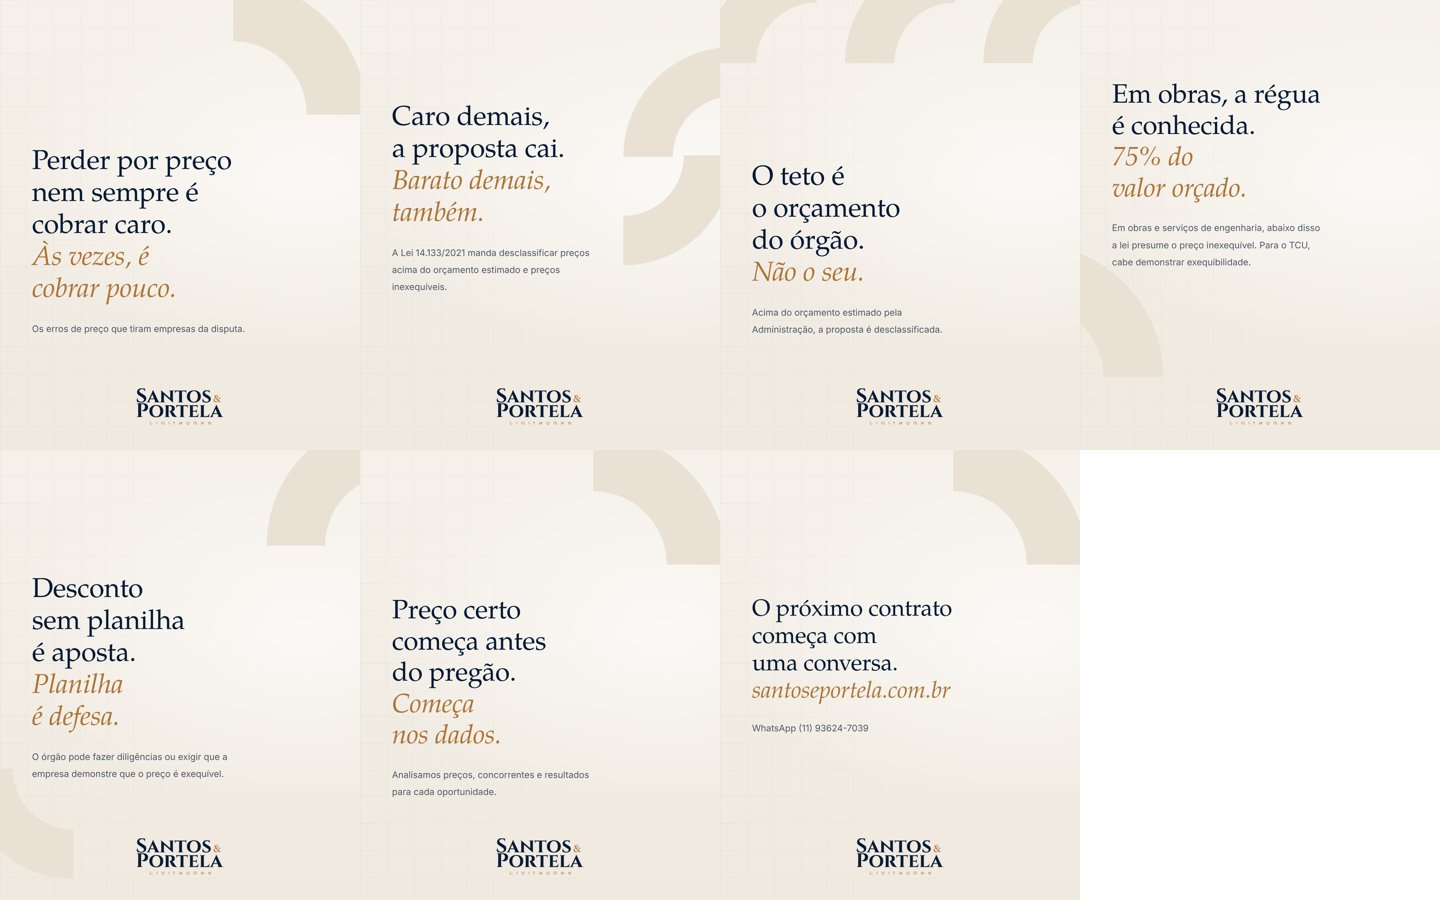 Perder por preço
nem sempre é
cobrar caro.
Às vezes, é
cobrar pouco.
Os erros de preço que tiram empresas da disputa.
SANTOS &
PORTELA
Licitações
Caro demais,
a proposta cai.
Barato demais,
também.
A Lei 14.133/2021 manda desclassificar preços
acima do orçamento estimado e preços
inexequíveis.
SANTOS &
PORTELA
Licitações
O teto é
o orçamento
do órgão.
Não o seu.
Acima do orçamento estimado pela
Administração, a proposta é desclassificada.
SANTOS &
PORTELA
Licitações
Em obras, a régua
é conhecida.
75% do
valor orçado.
Em obras e serviços de engenharia, abaixo disso
a lei presume o preço inexequível. Para o TCU,
cabe demonstrar exequibilidade.
SANTOS &
PORTELA
Licitações
Desconto
sem planilha
é aposta.
Planilha
é defesa.
O órgão pode fazer diligências ou exigir que a
empresa demonstre que o preço é exequível.
SANTOS &
PORTELA
Licitações
Preço certo
começa antes
do pregão.
Começa
nos dados.
Analisamos preços, concorrentes e resultados
para cada oportunidade.
SANTOS &
PORTELA
Licitações
O próximo contrato
começa com
uma conversa.
santoseportela.com.br
WhatsApp (11) 93624-7039
SANTOS &
PORTELA
Licitações